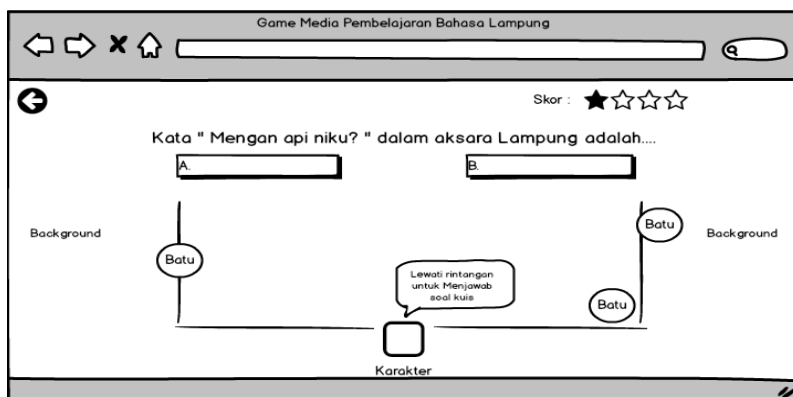 Game Media Pembelajaran Bahasa Lampung
Skor :
Kata " Mengan api niku? " dalam aksara Lampung adalah....
A.
B.
Background
Batu
Batu
Background
Lewati rintangan
untuk Menjawab
soal kuis
Batu
Karakter